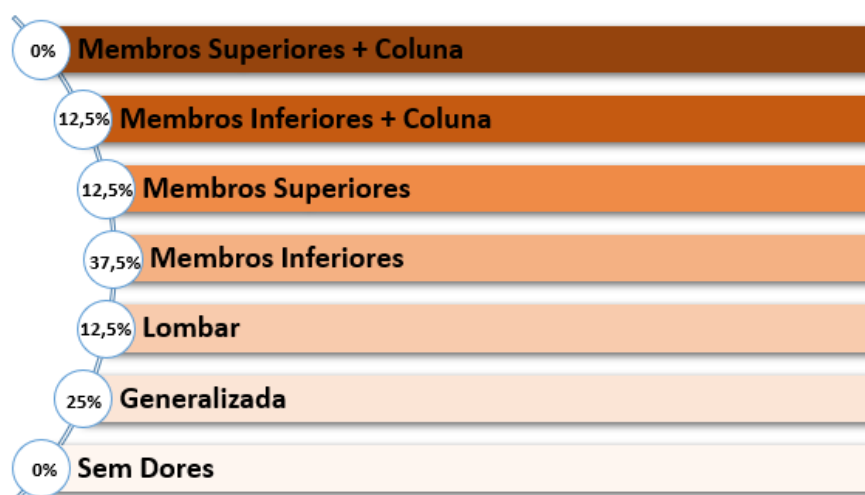 0% Membros Superiores + Coluna
12,5% Membros Inferiores + Coluna
12,5% Membros Superiores
37,5% Membros Inferiores
12,5% Lombar
25% Generalizada
0% Sem Dores